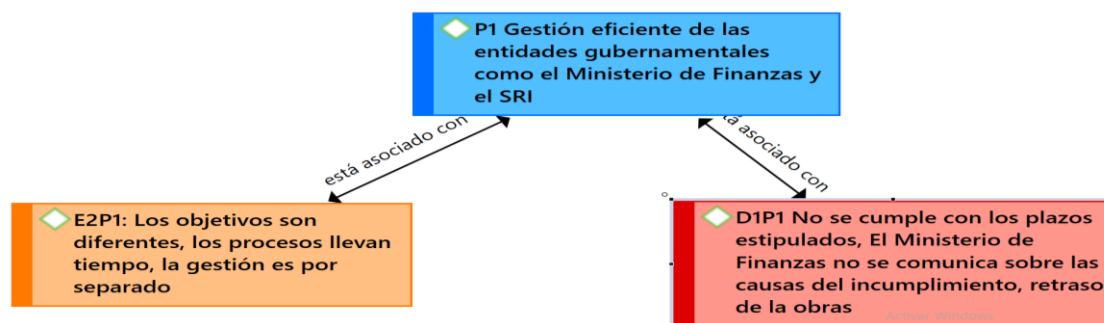 P1 Gestión eficiente de las
entidades gubernamentales
como el Ministerio de Finanzas y
el SRI
está asociado con
asociado con
E2P1: Los objetivos son
diferentes, los procesos llevan
tiempo, la gestión es por
separado
D1P1 No se cumple con los plazos
estipulados, El Ministerio de
Finanzas no se comunica sobre las
causas del incumplimiento, retraso
de la obras
Activar Windows